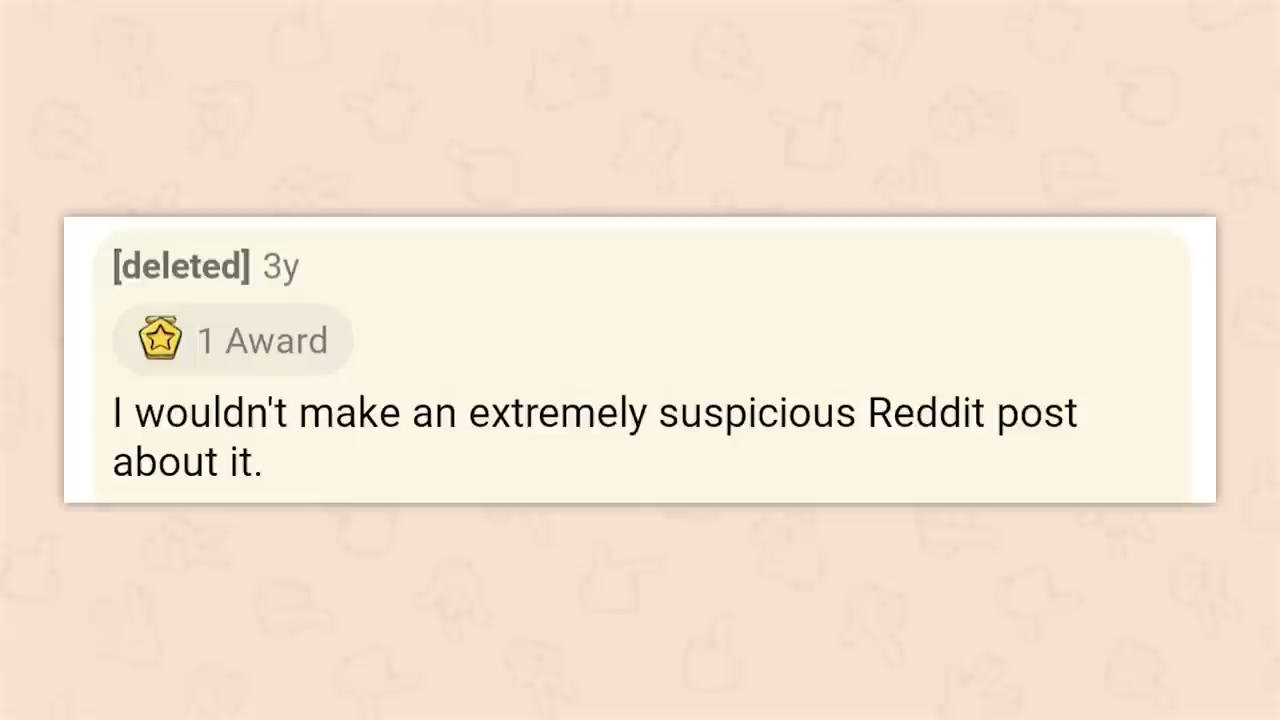 [deleted] 3y
1 Award
I wouldn't make an extremely suspicious Reddit post
about it.